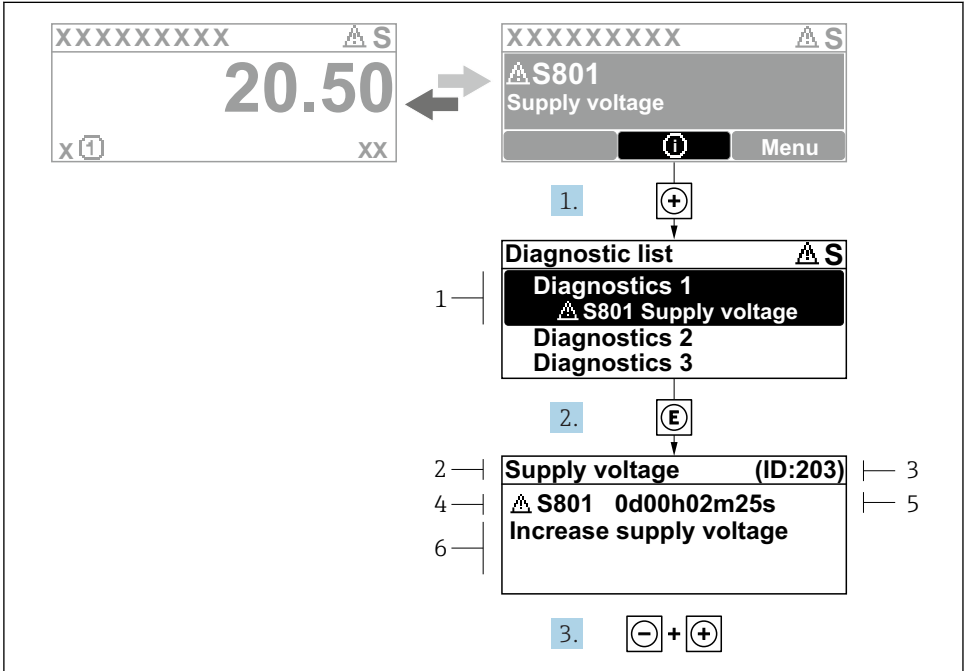 XXXXXXXXX ⚠ S
20.50
x ① xx
XXXXXXXXX ⚠ S
⚠ S801
Supply voltage
ⓘ Menu
1. ⊕
Diagnostic list ⚠ S
1
Diagnostics 1
⚠ S801 Supply voltage
Diagnostics 2
Diagnostics 3
2. Ⓔ
2 Supply voltage (ID:203) 3
4 ⚠ S801 0d00h02m25s 5
6 Increase supply voltage
3. ⊖ + ⊕